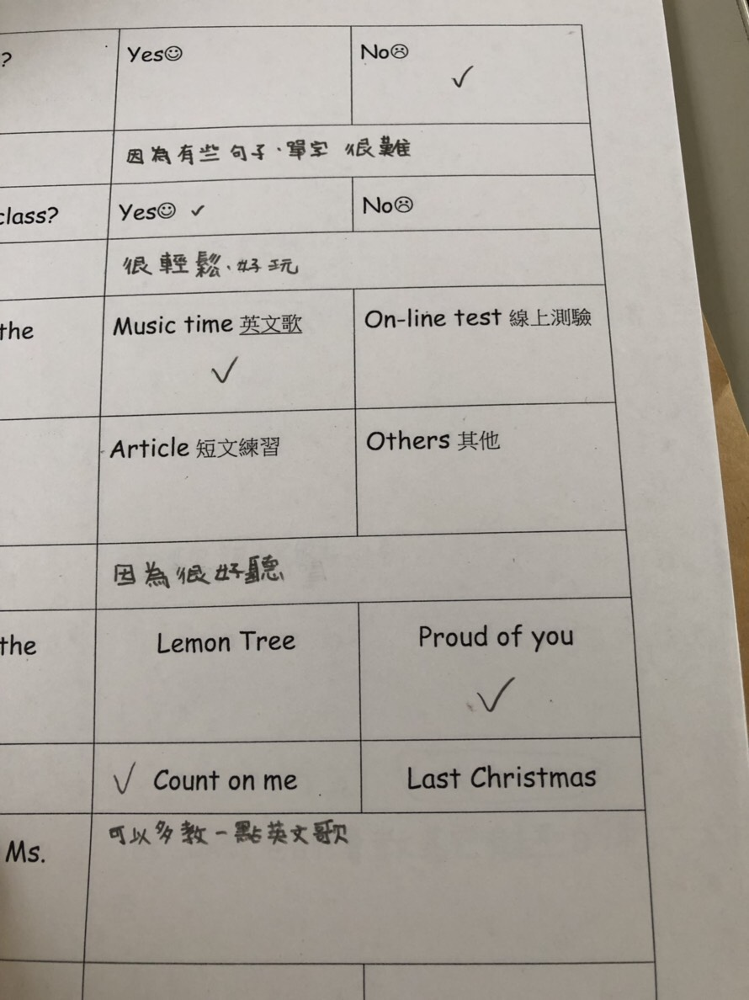 ? Yes☺ No☹ ✓
因為有些句子、單字 很難
class? Yes☺ ✓ No☹
很輕鬆、好玩
the Music time 英文歌 On-line test 線上測驗
✓
Article 短文練習 Others 其他
因為很好聽
the Lemon Tree Proud of you
✓
✓ Count on me Last Christmas
可以多教一點英文歌
Ms.